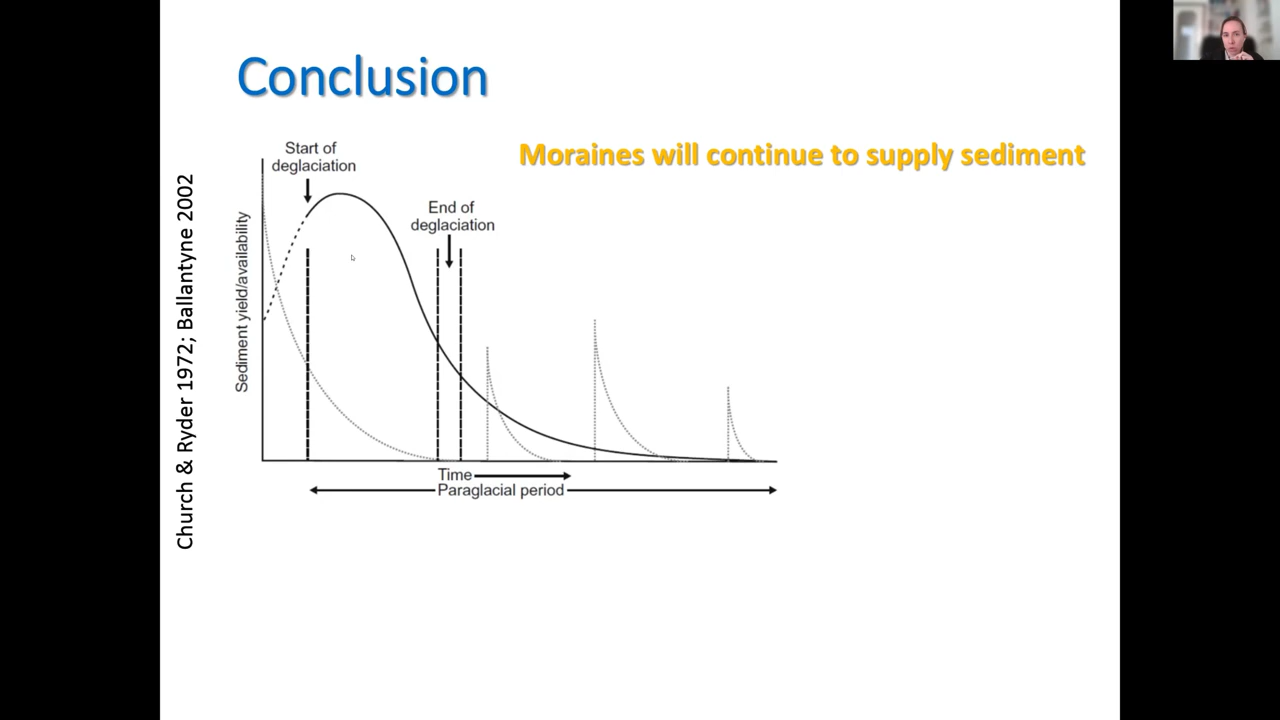 Conclusion
Moraines will continue to supply sediment
Church & Ryder 1972; Ballantyne 2002
Start of
deglaciation
End of
deglaciation
Sediment yield/availability
Time
Paraglacial period